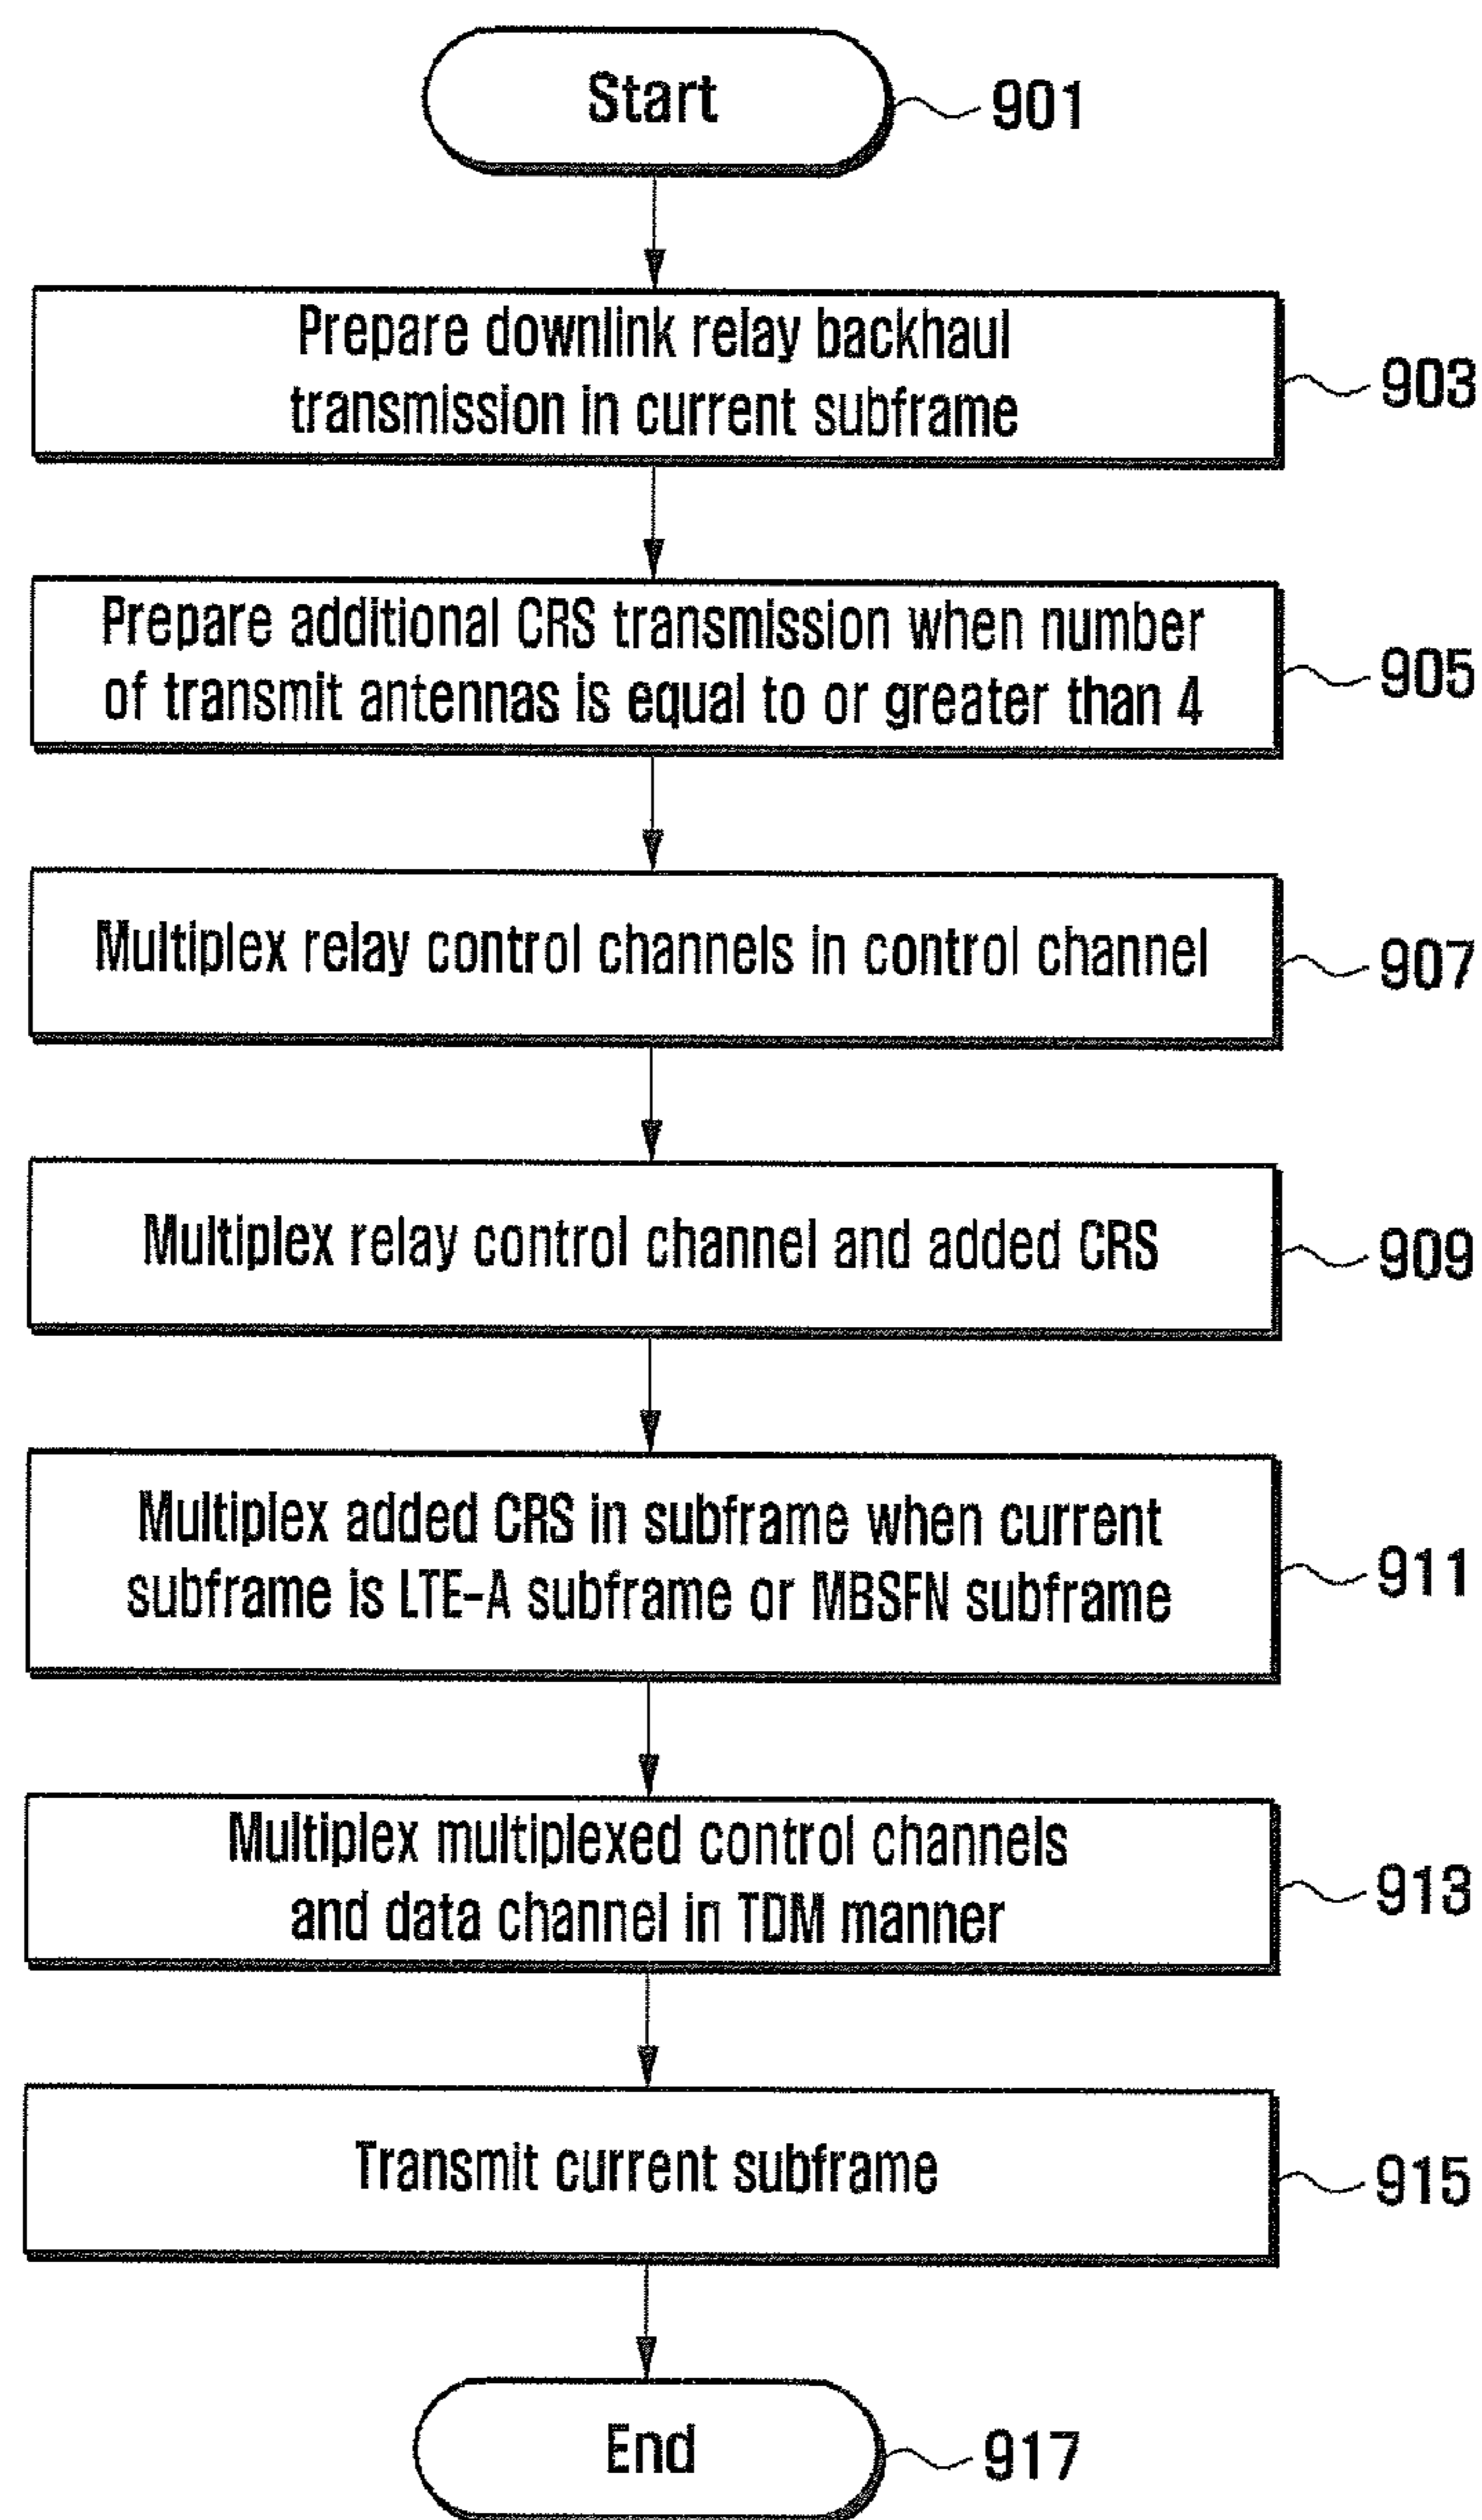 Start
901
Prepare downlink relay backhaul
transmission in current subframe
903
Prepare additional CRS transmission when number
of transmit antennas is equal to or greater than 4
905
Multiplex relay control channels in control channel
907
Multiplex relay control channel and added CRS
909
Multiplex added CRS in subframe when current
subframe is LTE-A subframe or MBSFN subframe
911
Multiplex multiplexed control channels
and data channel in TDM manner
913
Transmit current subframe
915
End
917